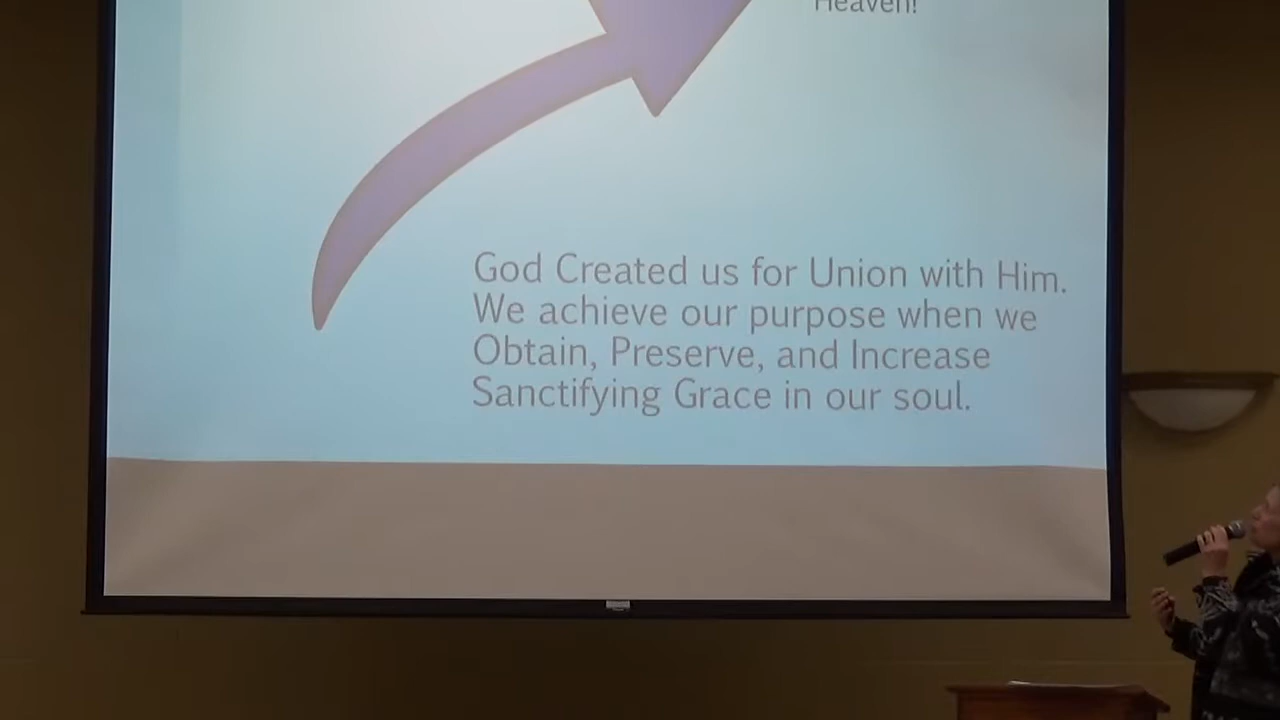 Heaven!
God Created us for Union with Him.
We achieve our purpose when we
Obtain, Preserve, and Increase
Sanctifying Grace in our soul.